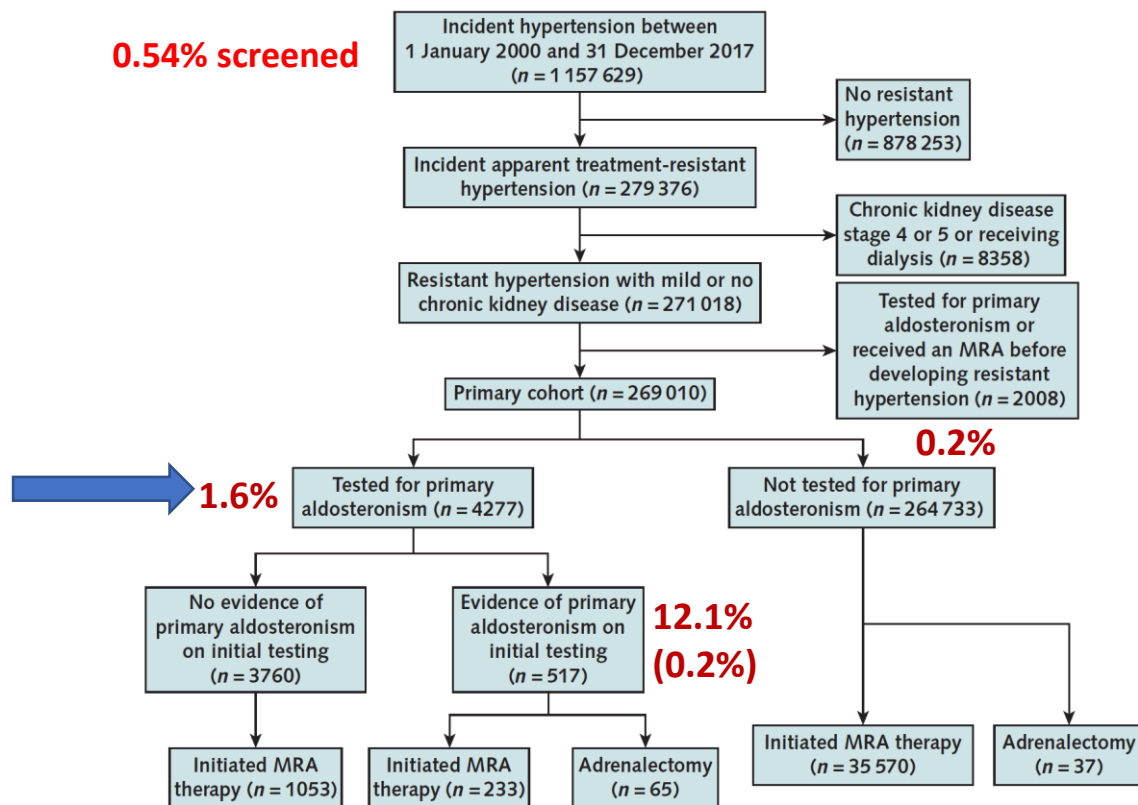 0.54% screened
Incident hypertension between
1 January 2000 and 31 December 2017
(n = 1 157 629)
No resistant
hypertension
(n = 878 253)
Incident apparent treatment-resistant
hypertension (n = 279 376)
Chronic kidney disease
stage 4 or 5 or receiving
dialysis (n = 8358)
Resistant hypertension with mild or no
chronic kidney disease (n = 271 018)
Tested for primary
aldosteronism or
received an MRA before
developing resistant
hypertension (n = 2008)
Primary cohort (n = 269 010)
0.2%
1.6%
Tested for primary
aldosteronism (n = 4277)
Not tested for primary
aldosteronism (n = 264 733)
No evidence of
primary aldosteronism
on initial testing
(n = 3760)
Evidence of primary
aldosteronism on
initial testing
(n = 517)
12.1%
(0.2%)
Initiated MRA
therapy (n = 1053)
Initiated MRA
therapy (n = 233)
Adrenalectomy
(n = 65)
Initiated MRA therapy
(n = 35 570)
Adrenalectomy
(n = 37)